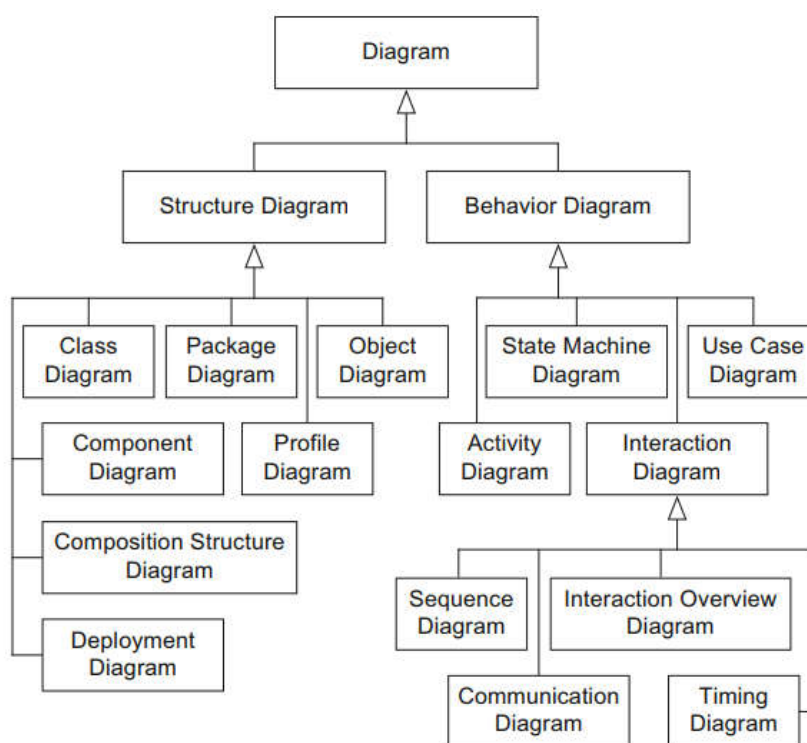 Diagram
Structure Diagram
Behavior Diagram
Class
Diagram
Package
Diagram
Object
Diagram
State Machine
Diagram
Use Case
Diagram
Component
Diagram
Profile
Diagram
Activity
Diagram
Interaction
Diagram
Composition Structure
Diagram
Sequence
Diagram
Interaction Overview
Diagram
Deployment
Diagram
Communication
Diagram
Timing
Diagram